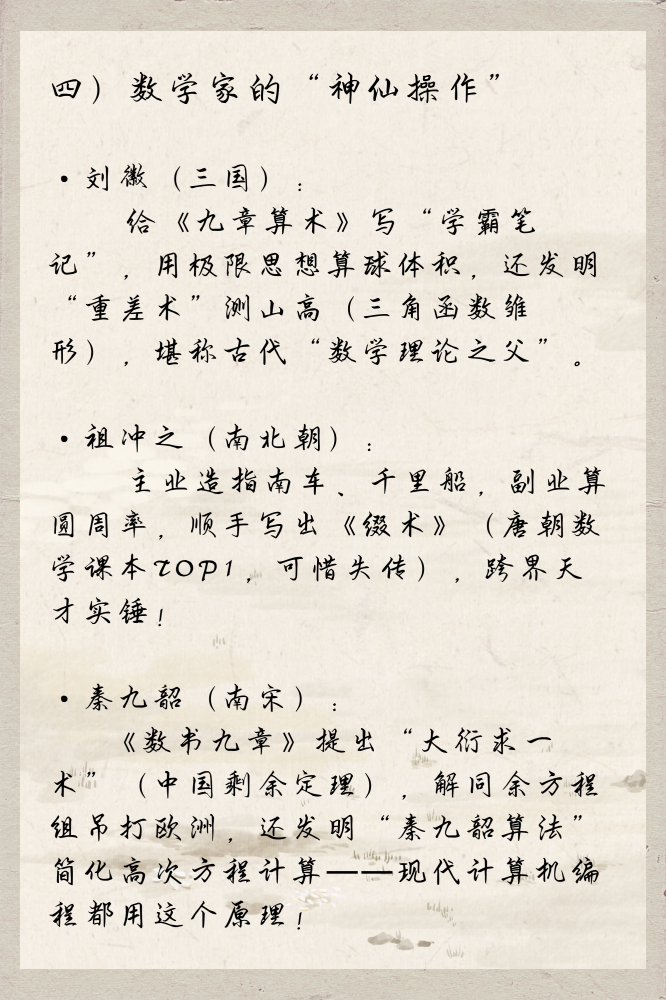 四）数学家的“神仙操作”
·刘徽（三国）：
给《九章算术》写“学霸笔
记”，用极限思想算球体积，还发明
“重差术”测山高（三角函数雏
形），堪称古代“数学理论之父”。
·祖冲之（南北朝）：
主业造指南车、千里船，副业算
圆周率，顺手写出《缀术》（唐朝数
学课本TOP1，可惜失传），跨界天
才实锤！
·秦九韶（南宋）：
《数书九章》提出“大衍求一
术”（中国剩余定理），解同余方程
组吊打欧洲，还发明“秦九韶算法”
简化高次方程计算——现代计算机编
程都用这个原理！